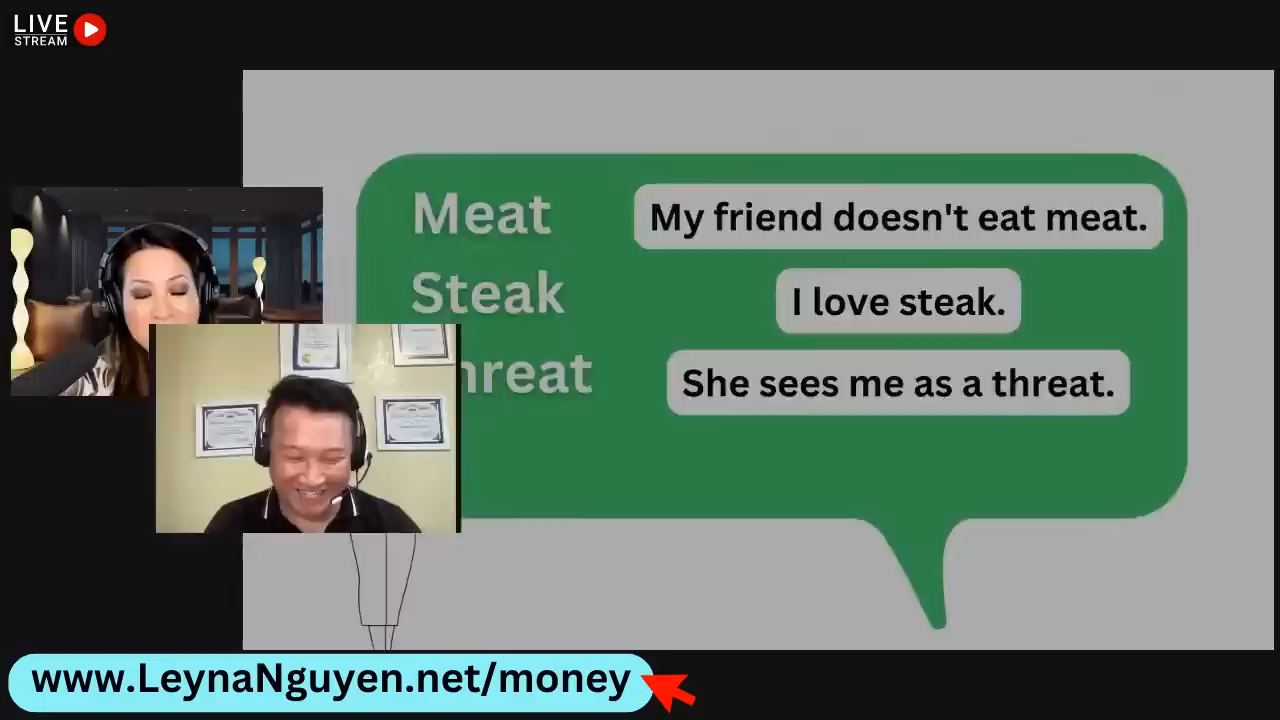 LIVE
STREAM
Meat
My friend doesn't eat meat.
Steak
I love steak.
hreat
She sees me as a threat.
www.LeynaNguyen.net/money